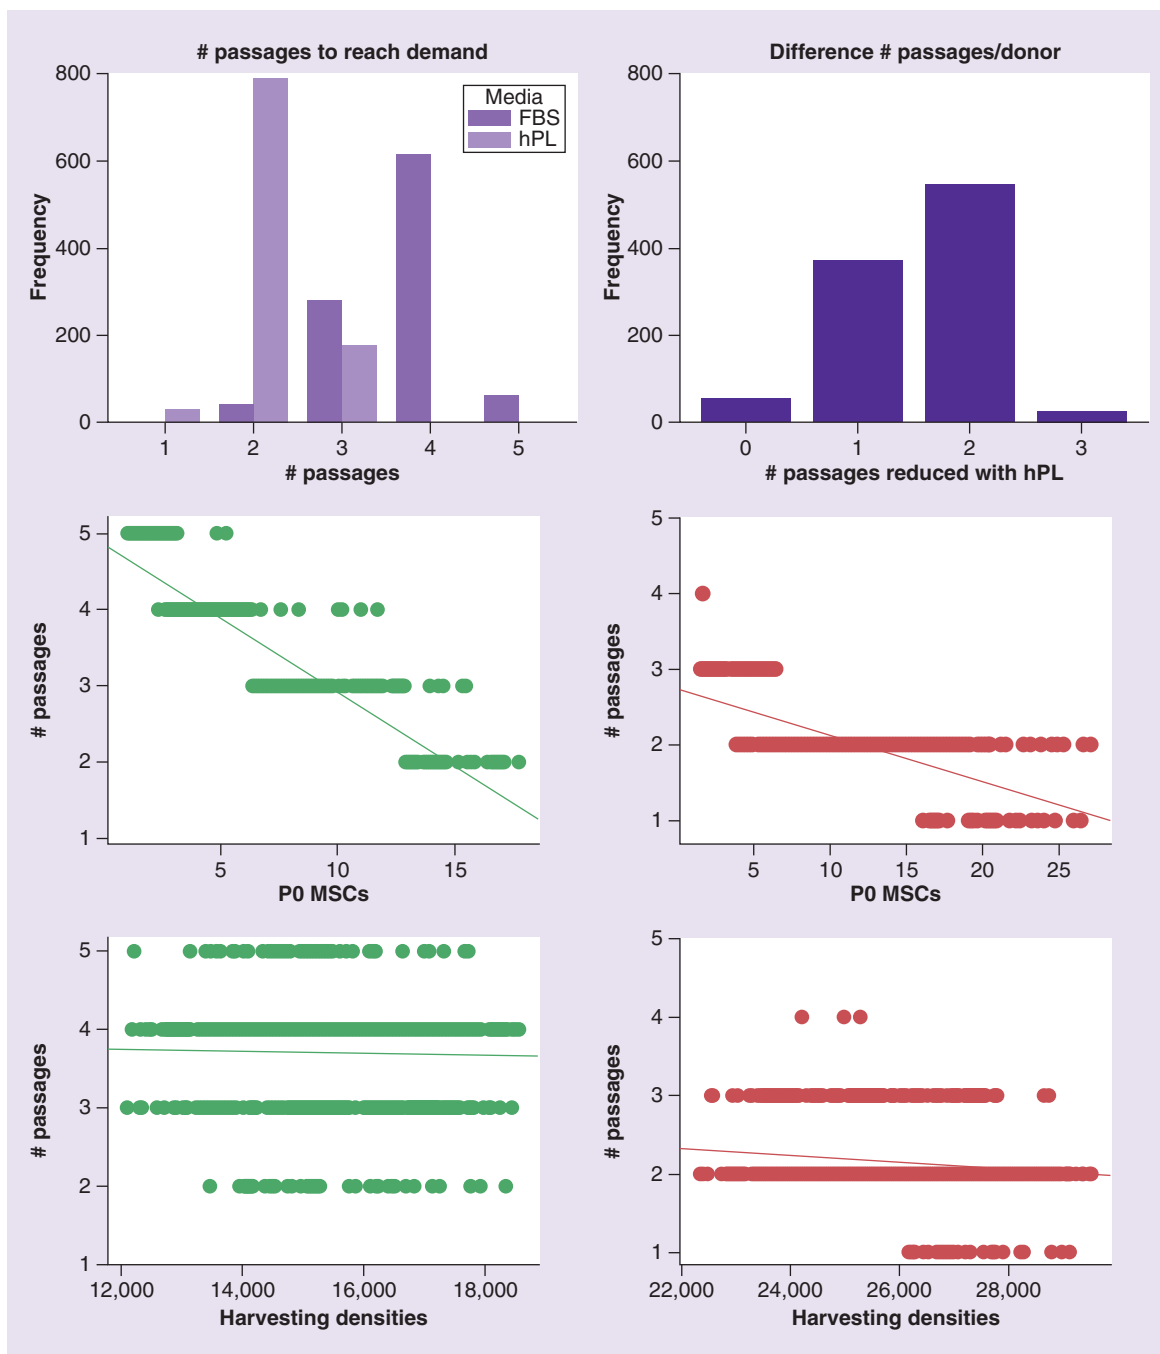 # passages to reach demand
800
600
400
200
0
Frequency
Media
FBS
hPL
1 2 3 4 5
# passages
Difference # passages/donor
800
600
400
200
0
Frequency
0 1 2 3
# passages reduced with hPL
5
4
3
2
1
# passages
5 10 15
P0 MSCs
5
4
3
2
1
# passages
5 10 15 20 25
P0 MSCs
5
4
3
2
1
# passages
12,000 14,000 16,000 18,000
Harvesting densities
5
4
3
2
1
# passages
22,000 24,000 26,000 28,000
Harvesting densities